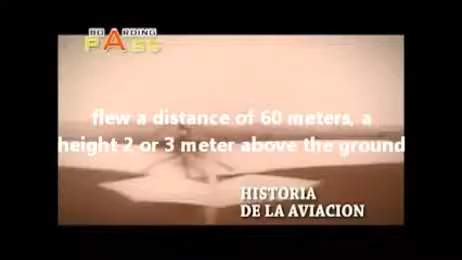 BOARDING
PASS
flew a distance of 60 meters, a
height 2 or 3 meter above the ground
HISTORIA
DE LA AVIACION